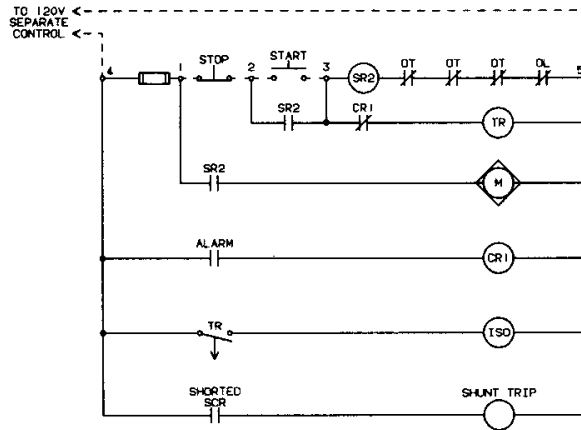 TO 120V
SEPARATE
CONTROL
4 1 STOP 2 START 3 SR2 OT OT OT OL 5
SR2 CR1 TR
SR2 M
ALARM CR1
TR ISO
SHORTED SCR SHUNT TRIP